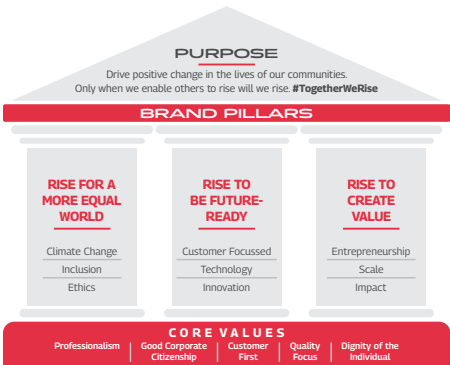 PURPOSE
Drive positive change in the lives of our communities.
Only when we enable others to rise will we rise. #TogetherWeRise
BRAND PILLARS
RISE FOR A
MORE EQUAL
WORLD
Climate Change
Inclusion
Ethics
RISE TO
BE FUTURE-
READY
Customer Focussed
Technology
Innovation
RISE TO
CREATE
VALUE
Entrepreneurship
Scale
Impact
CORE VALUES
Professionalism
Good Corporate
Citizenship
Customer
First
Quality
Focus
Dignity of the
Individual